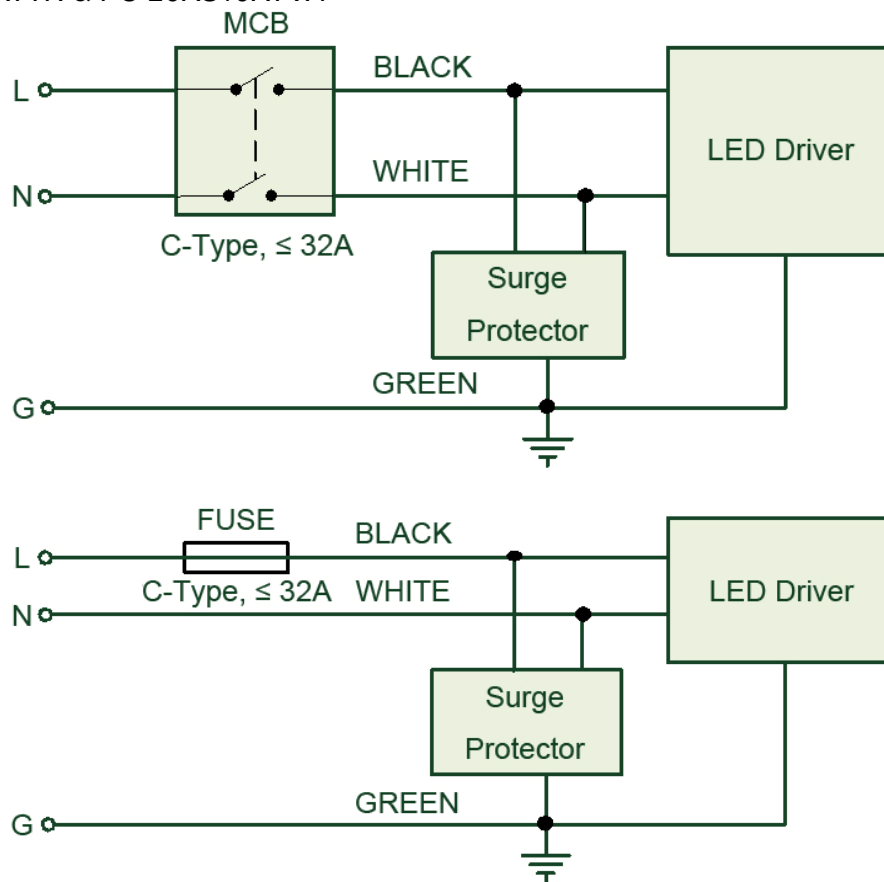 MCB
L
BLACK
LED Driver
N
WHITE
C-Type, ≤ 32A
Surge
Protector
GREEN
G
FUSE
BLACK
L
C-Type, ≤ 32A
WHITE
LED Driver
N
Surge
Protector
GREEN
G